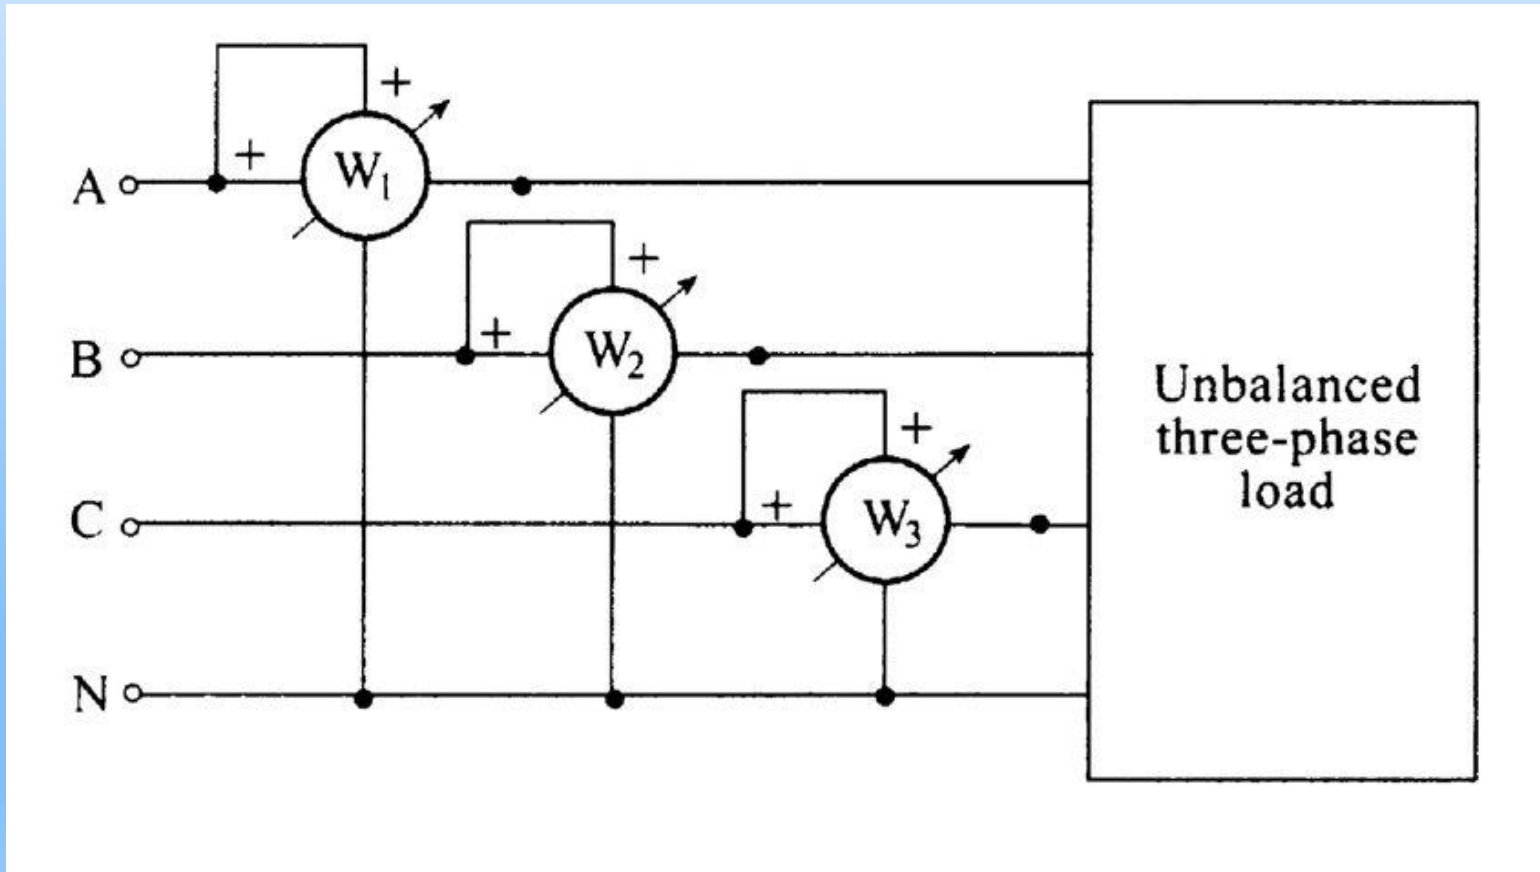 +
+
A
W1
+
+
B
W2
+
+
C
W3
N
Unbalanced
three-phase
load